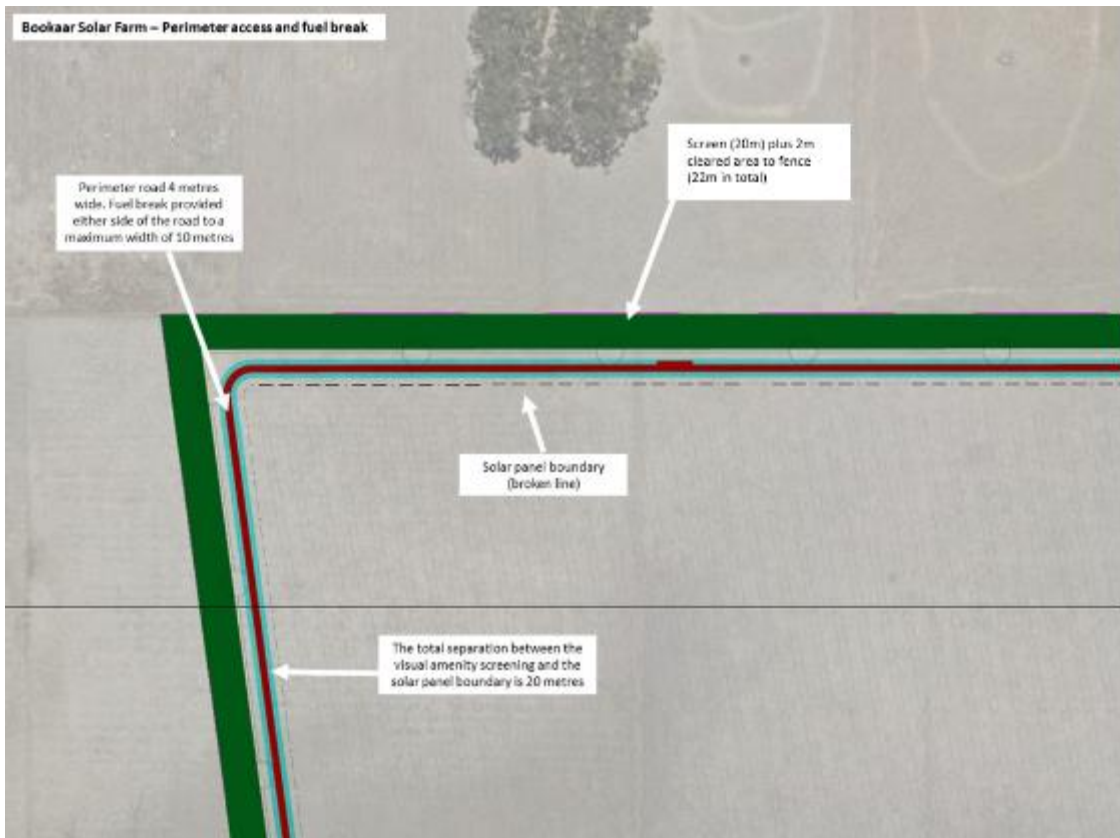 Bookaar Solar Farm – Perimeter access and fuel break
Screen (20m) plus 2m
cleared area to fence
(22m in total)
Perimeter road 4 metres
wide. Fuel break provided
either side of the road to a
maximum width of 10 metres
Solar panel boundary
(broken line)
The total separation between the
visual amenity screening and the
solar panel boundary is 20 metres